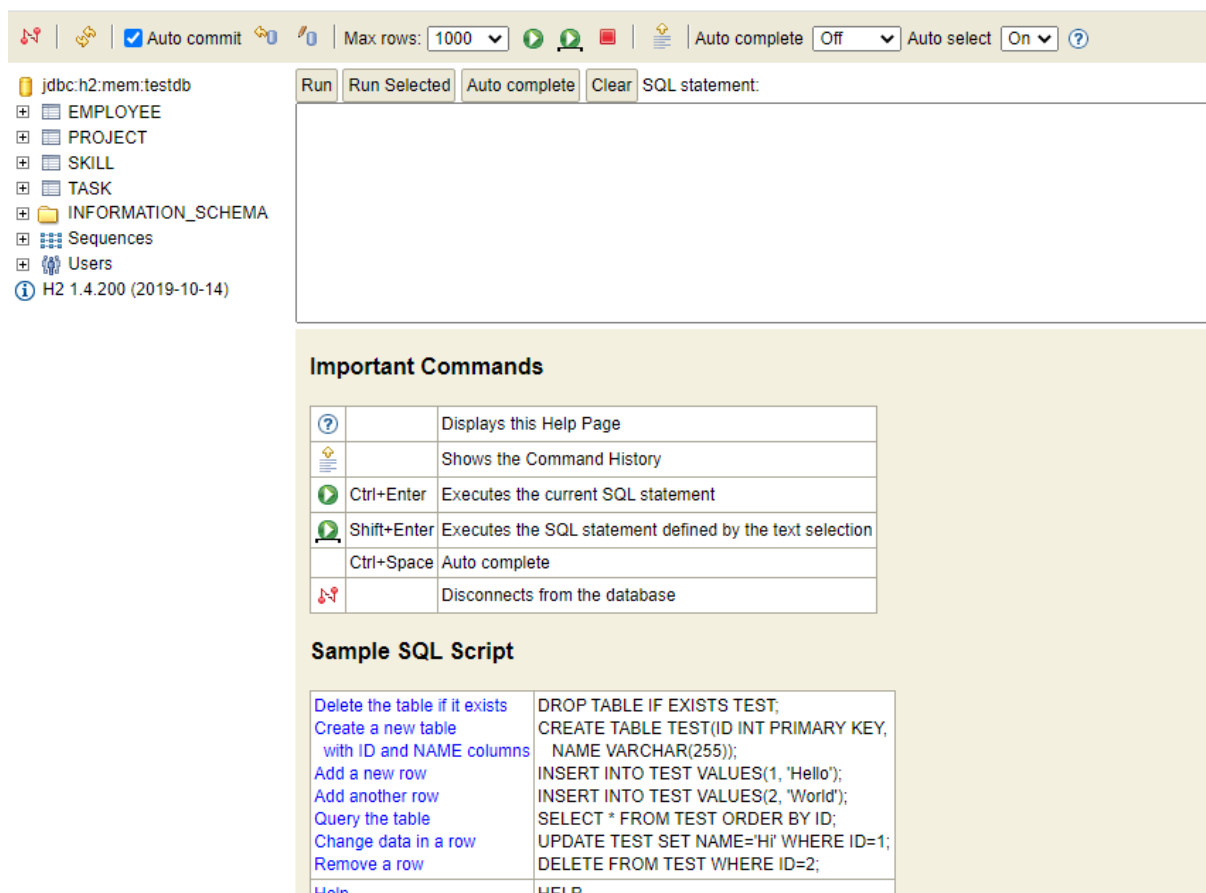 Auto commit Max rows: 1000 Auto complete Off Auto select On
jdbc:h2:mem:testdb
EMPLOYEE
PROJECT
SKILL
TASK
INFORMATION_SCHEMA
Sequences
Users
H2 1.4.200 (2019-10-14)
Run Run Selected Auto complete Clear SQL statement:
Important Commands
Displays this Help Page
Shows the Command History
Ctrl+Enter Executes the current SQL statement
Shift+Enter Executes the SQL statement defined by the text selection
Ctrl+Space Auto complete
Disconnects from the database
Sample SQL Script
Delete the table if it exists DROP TABLE IF EXISTS TEST;
Create a new table CREATE TABLE TEST(ID INT PRIMARY KEY,
with ID and NAME columns NAME VARCHAR(255));
Add a new row INSERT INTO TEST VALUES(1, 'Hello');
Add another row INSERT INTO TEST VALUES(2, 'World');
Query the table SELECT * FROM TEST ORDER BY ID;
Change data in a row UPDATE TEST SET NAME='Hi' WHERE ID=1;
Remove a row DELETE FROM TEST WHERE ID=2;
Help HELP